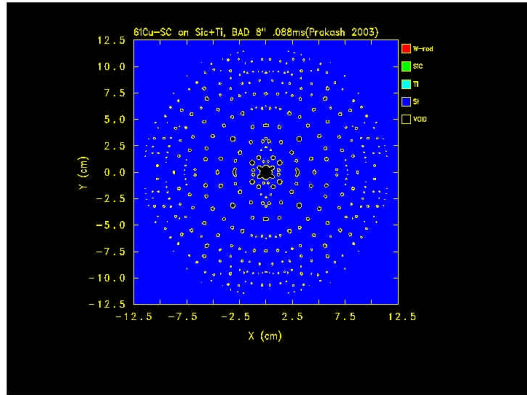 61Cu-SC on Sic+Ti, BAD 8" .088ms(Prakash 2003)
12.5
10.0
7.5
5.0
2.5
0.0
-2.5
-5.0
-7.5
-10.0
-12.5
Y (cm)
-12.5 -7.5 -2.5 2.5 7.5 12.5
X (cm)
W-rod
SiC
Ti
St
VOID